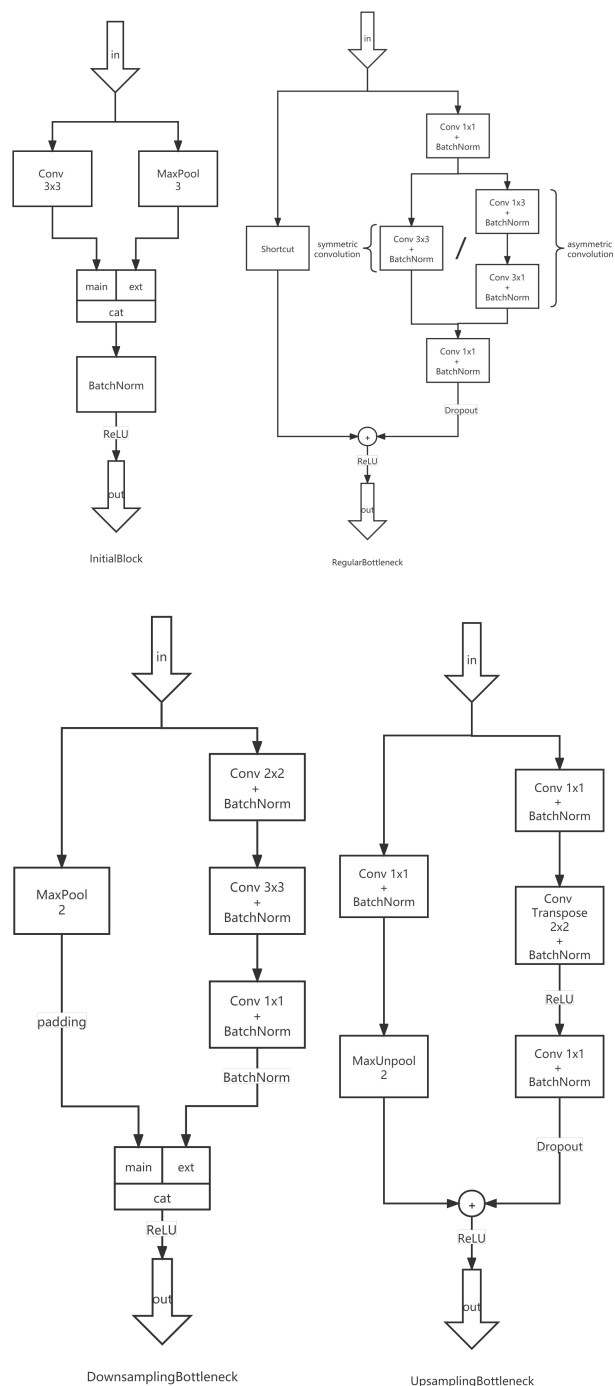 in
Conv
3x3
MaxPool
3
main
ext
cat
BatchNorm
ReLU
out
InitialBlock
in
Conv 1x1
+
BatchNorm
Shortcut
symmetric
convolution
Conv 3x3
+
BatchNorm
/
Conv 1x3
+
BatchNorm
Conv 3x1
+
BatchNorm
asymmetric
convolution
Conv 1x1
+
BatchNorm
Dropout
+
ReLU
out
RegularBottleneck
in
MaxPool
2
padding
Conv 2x2
+
BatchNorm
Conv 3x3
+
BatchNorm
Conv 1x1
+
BatchNorm
BatchNorm
main
ext
cat
ReLU
out
DownsamplingBottleneck
in
Conv 1x1
+
BatchNorm
MaxUnpool
2
Conv 1x1
+
BatchNorm
Conv
Transpose
2x2
+
BatchNorm
ReLU
Conv 1x1
+
BatchNorm
Dropout
+
ReLU
out
UpsamplingBottleneck